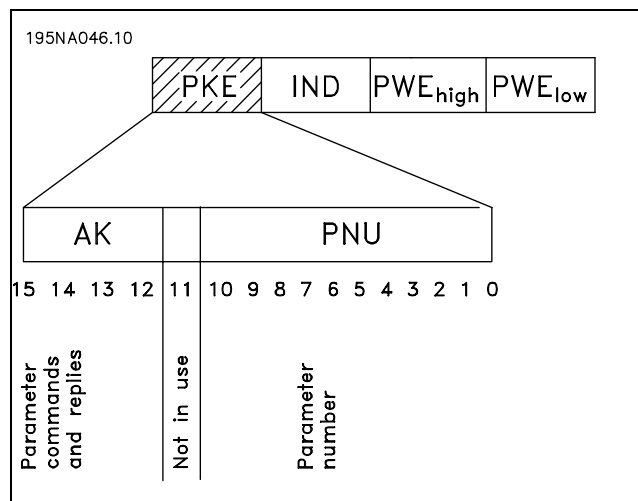 195NA046.10
PKE IND PWEhigh PWElow
AK PNU
15 14 13 12 11 10 9 8 7 6 5 4 3 2 1 0
Parameter
commands
and replies
Not in use
Parameter
number